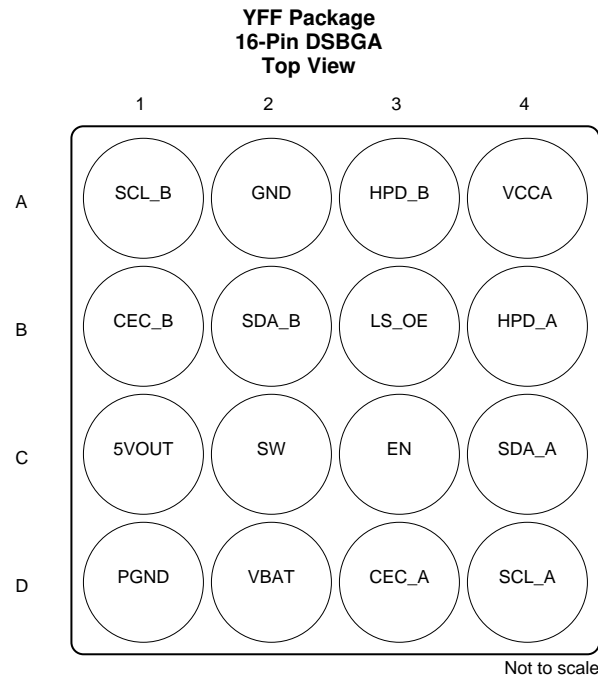 YFF Package
16-Pin DSBGA
Top View
1 2 3 4
A SCL_B GND HPD_B VCCA
B CEC_B SDA_B LS_OE HPD_A
C 5VOUT SW EN SDA_A
D PGND VBAT CEC_A SCL_A
Not to scale